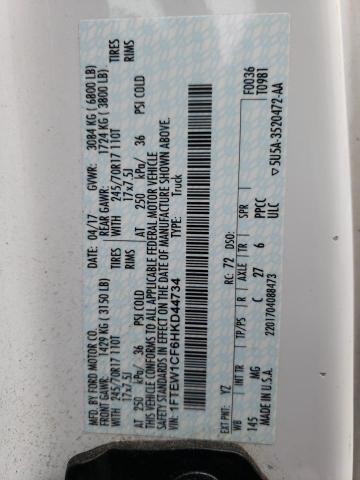 MFD. BY FORD MOTOR CO.
DATE: 04/17 GVWR: 3084 KG (6800 LB)
FRONT GAWR: 1429 KG (3150 LB) REAR GAWR: 1724 KG (3800 LB)
WITH 245/70R17 110T TIRES WITH 245/70R17 110T TIRES
17x7.5J RIMS 17x7.5J RIMS
AT 250 kPa/ 36 PSI COLD AT 250 kPa/ 36 PSI COLD
THIS VEHICLE CONFORMS TO ALL APPLICABLE FEDERAL MOTOR VEHICLE
SAFETY STANDARDS IN EFFECT ON THE DATE OF MANUFACTURE SHOWN ABOVE.
VIN: 1FTEW1CF6HKD44734 F0036
TYPE: Truck T0981
EXT PNT: YZ RC: 72 DSO:
WB INT TR TP/PS R AXLE TR SPR
145 MG C 27 6 PPCC
MADE IN U.S.A. ULC
2201704088473
▽5U5A-3520472-AA